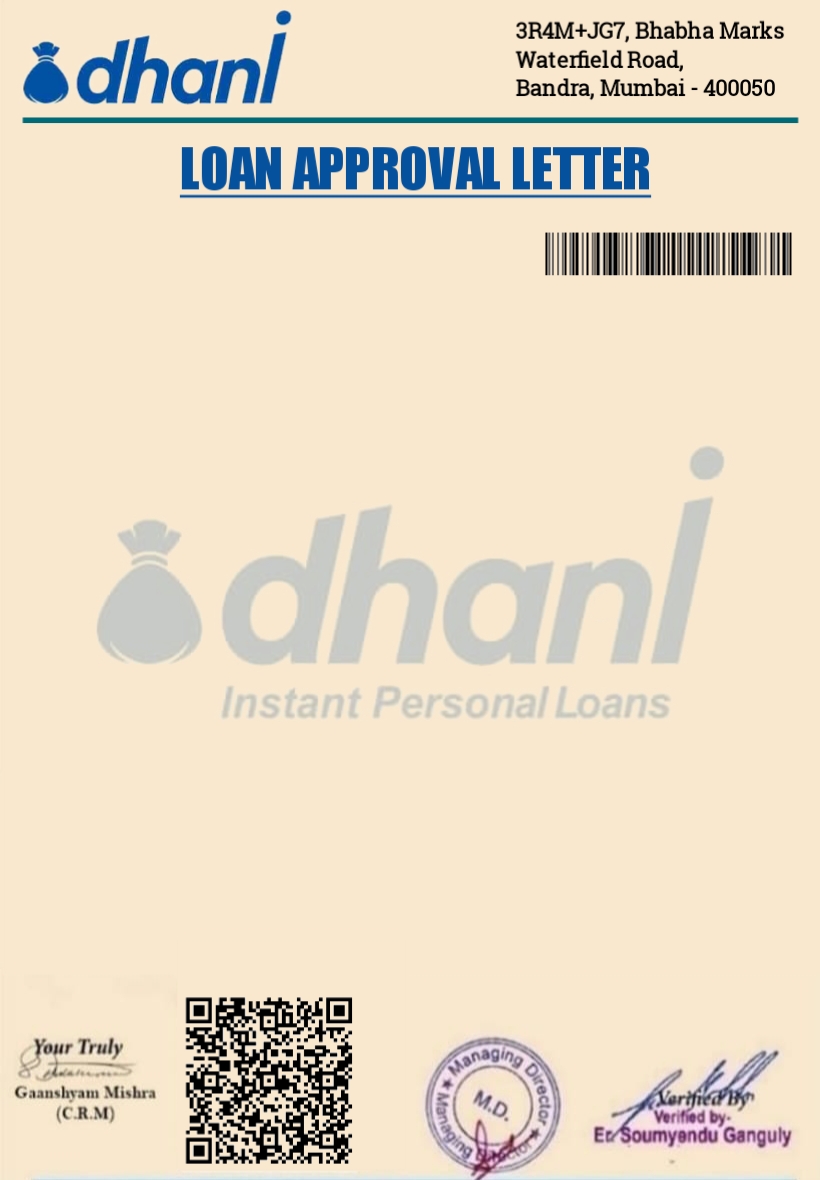 dhani
3R4M+JG7, Bhabha Marks
Waterfield Road,
Bandra, Mumbai - 400050
LOAN APPROVAL LETTER
dhani
Instant Personal Loans
Your Truly
Gaanshyam Mishra
(C.R.M)
Managing Director
M.D.
Managing Director
Verified By
Verified by-
Er Soumyendu Ganguly